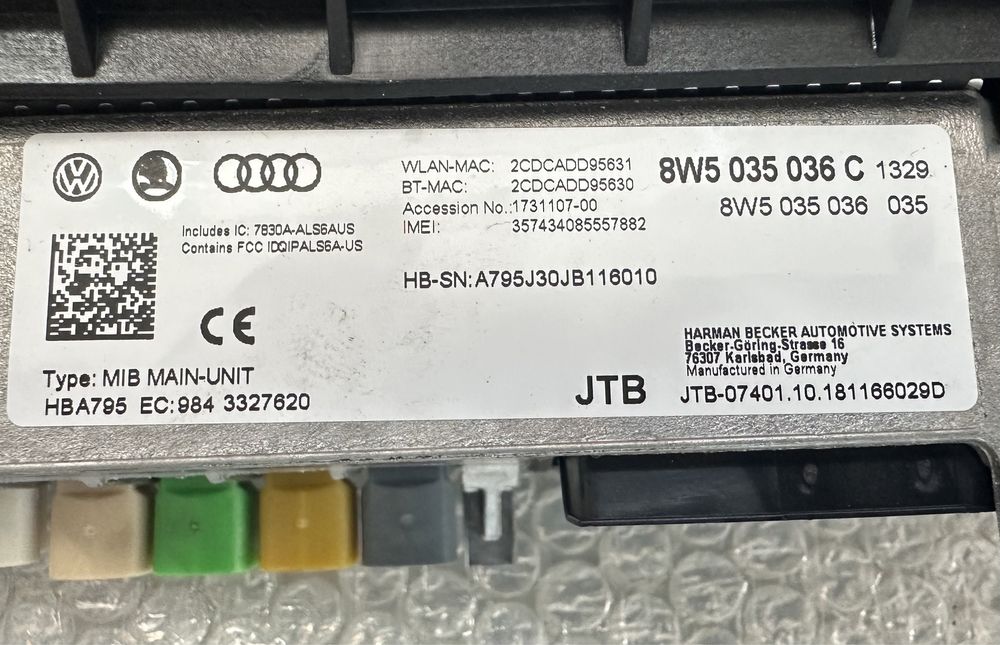 WLAN-MAC: 2CDCADD95631
BT-MAC: 2CDCADD95630
Accession No.:1731107-00
IMEI: 357434085557882
8W5 035 036 C 1329
8W5 035 036 035
Includes IC: 7830A-ALS6AUS
Contains FCC IDQIPALS6A-US
HB-SN:A795J30JB116010
CE
HARMAN BECKER AUTOMOTIVE SYSTEMS
Becker-Göring-Strasse 16
76307 Karlsbad, Germany
Manufactured in Germany
Type: MIB MAIN-UNIT
HBA795 EC:984 3327620
JTB
JTB-07401.10.181166029D